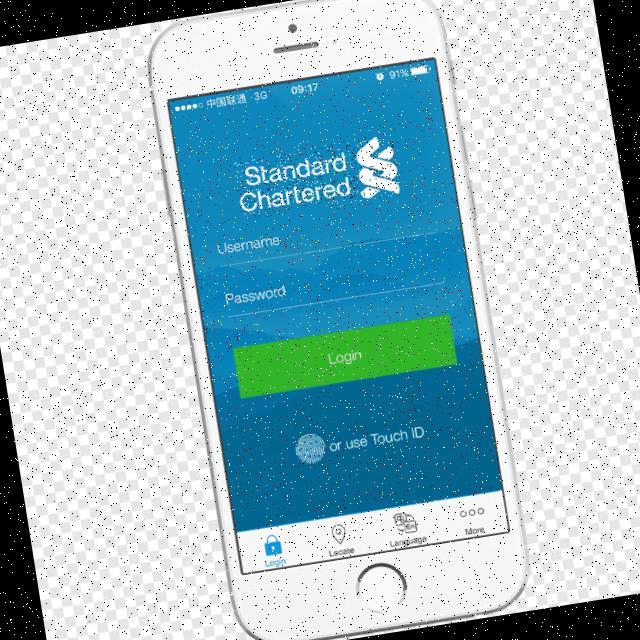 中国联通 3G 09:17 91%
Standard
Chartered
Username
Password
Login
or use Touch ID
Login Locate Language More